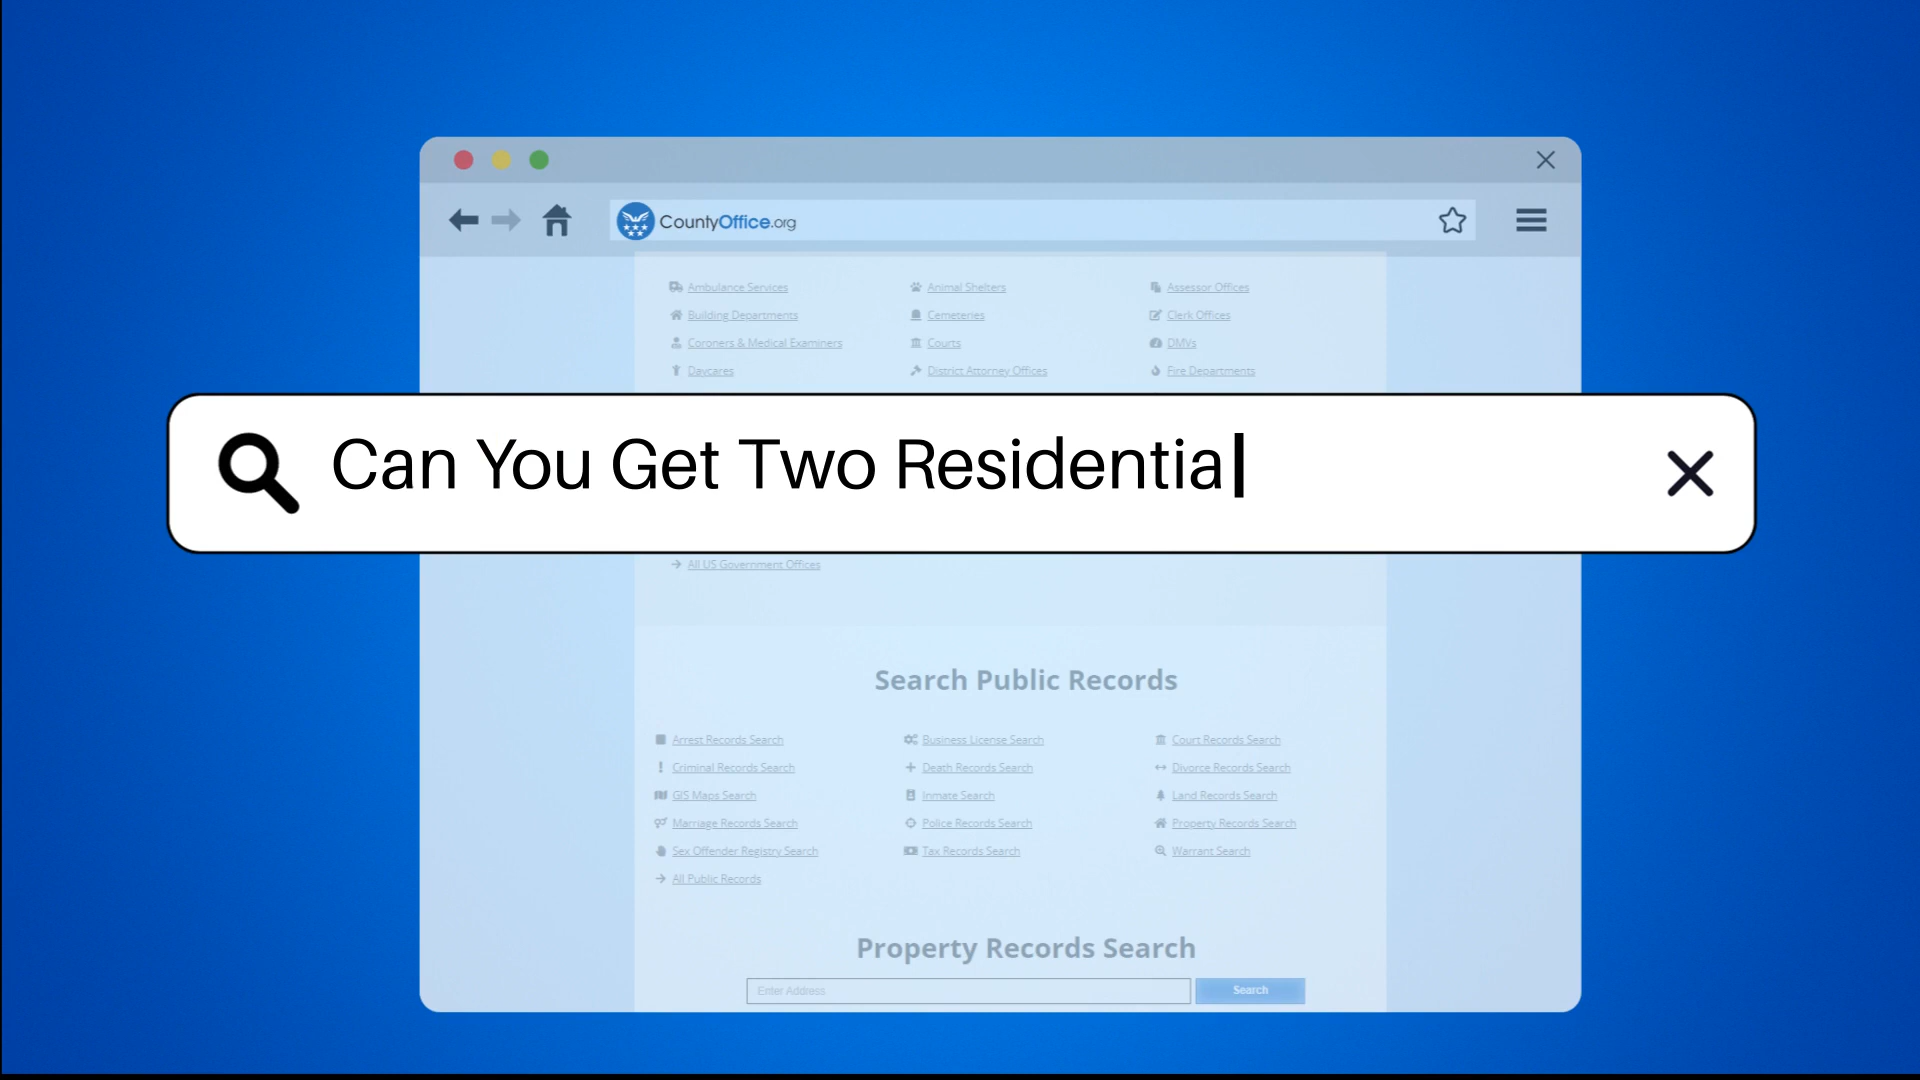 CountyOffice.org
Ambulance Services Animal Shelters Assessor Offices
Building Departments Cemeteries Clerk Offices
Coroners & Medical Examiners Courts DMVs
Daycares District Attorney Offices Fire Departments
Can You Get Two Residentia
All US Government Offices
Search Public Records
Arrest Records Search Business License Search Court Records Search
Criminal Records Search Death Records Search Divorce Records Search
GIS Maps Search Inmate Search Land Records Search
Marriage Records Search Police Records Search Property Records Search
Sex Offender Registry Search Tax Records Search Warrant Search
All Public Records
Property Records Search
Enter Address Search